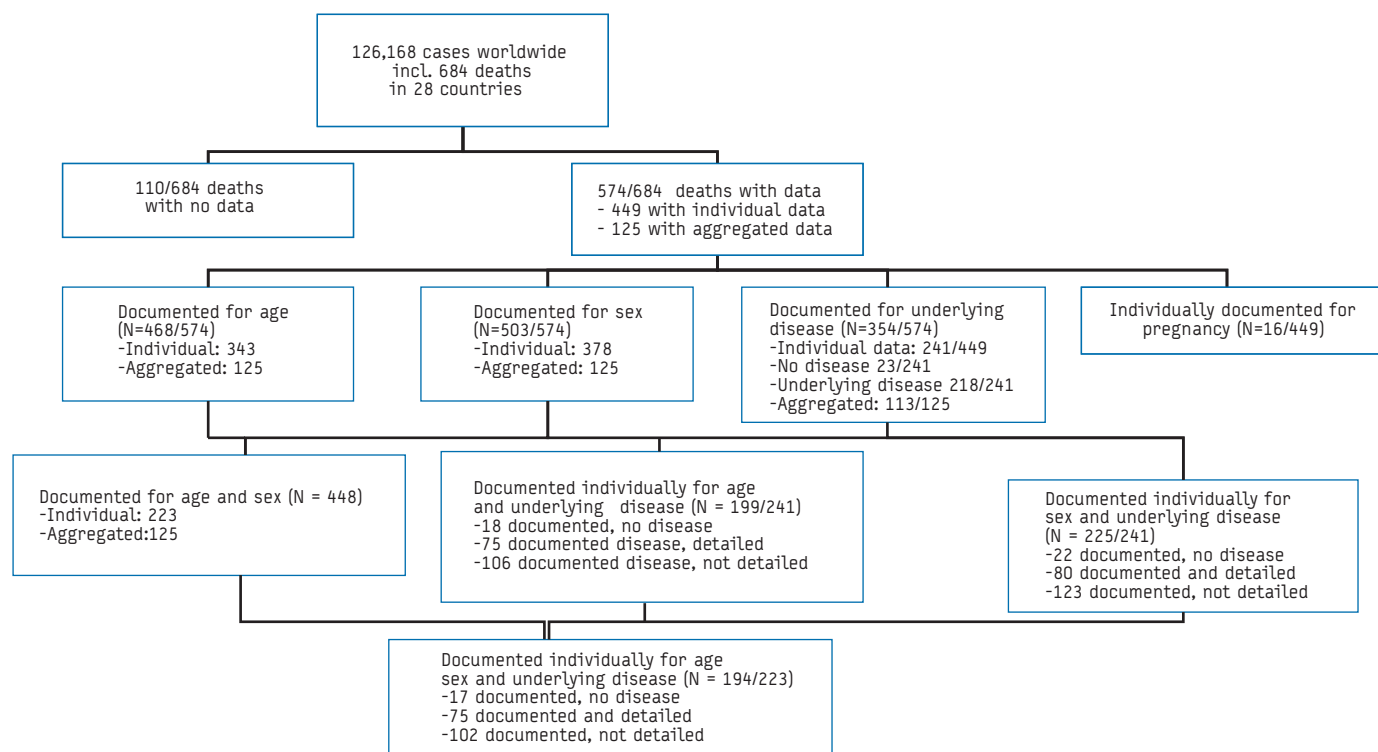 126,168 cases worldwide
incl. 684 deaths
in 28 countries
110/684 deaths
with no data
574/684 deaths with data
- 449 with individual data
- 125 with aggregated data
Documented for age
(N=468/574)
-Individual: 343
-Aggregated: 125
Documented for sex
(N=503/574)
-Individual: 378
-Aggregated: 125
Documented for underlying
disease (N=354/574)
-Individual data: 241/449
-No disease 23/241
-Underlying disease 218/241
-Aggregated: 113/125
Individually documented for
pregnancy (N=16/449)
Documented for age and sex (N = 448)
-Individual: 223
-Aggregated:125
Documented individually for age
and underlying disease (N = 199/241)
-18 documented, no disease
-75 documented disease, detailed
-106 documented disease, not detailed
Documented individually for
sex and underlying disease
(N = 225/241)
-22 documented, no disease
-80 documented and detailed
-123 documented, not detailed
Documented individually for age
sex and underlying disease (N = 194/223)
-17 documented, no disease
-75 documented and detailed
-102 documented, not detailed